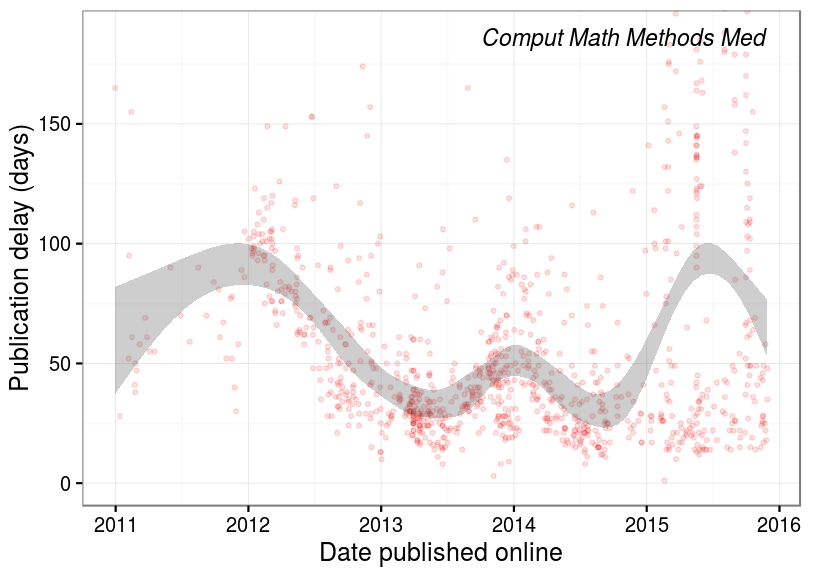 Comput Math Methods Med
Publication delay (days)
150
100
50
0
2011 2012 2013 2014 2015 2016
Date published online